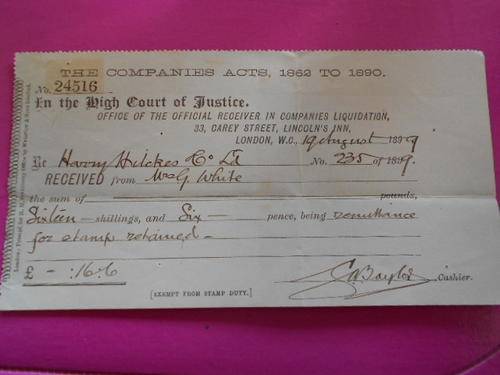 THE COMPANIES ACTS, 1862 TO 1890.
No. 24516
In the High Court of Justice.
OFFICE OF THE OFFICIAL RECEIVER IN COMPANIES LIQUIDATION,
33, CAREY STREET, LINCOLN'S INN,
LONDON, W.C., 19 August 1899
Re Harry Hilckes Co Ld No. 235 of 1899.
RECEIVED from Mrs G. White
the sum of pounds,
Sixteen shillings, and Six pence, being remittance
for stamp retained
£ - : 16 : 6
Taylor Cashier.
[EXEMPT FROM STAMP DUTY.]